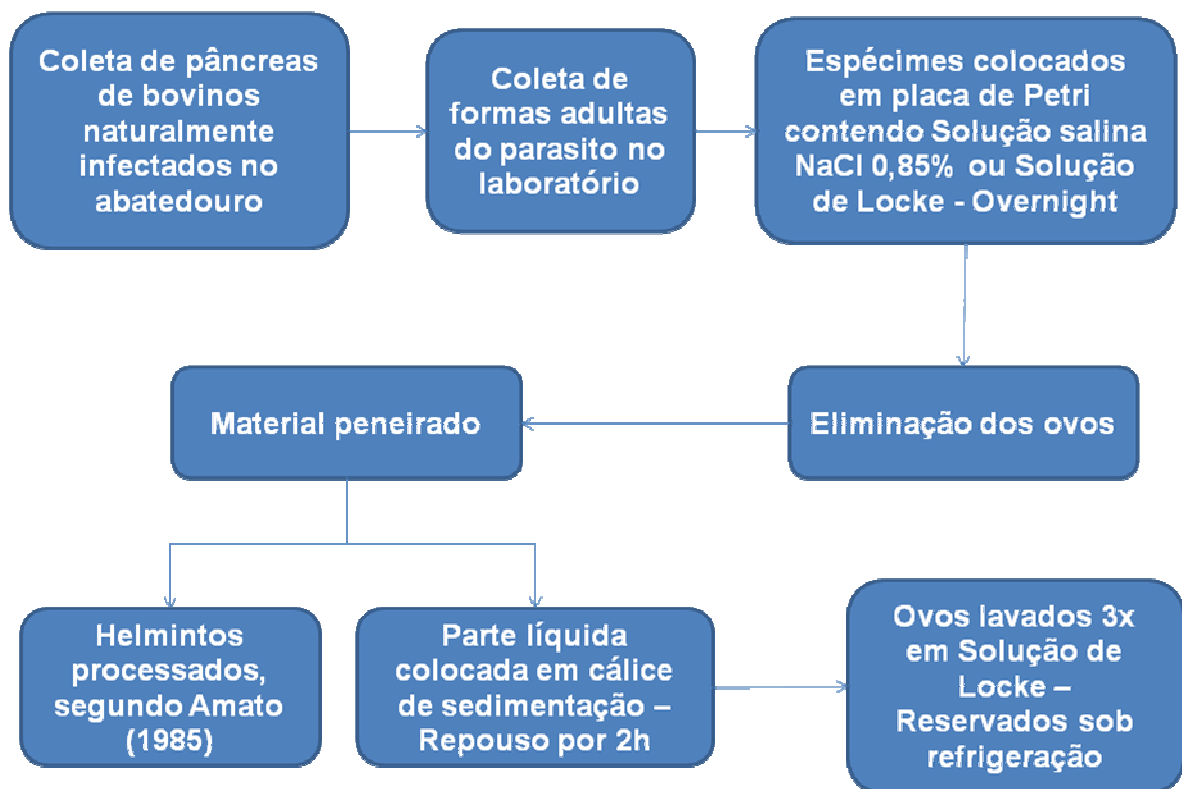 Coleta de pâncreas
de bovinos
naturalmente
infectados no
abatedouro
Coleta de
formas adultas
do parasito no
laboratório
Espécimes colocados
em placa de Petri
contendo Solução salina
NaCl 0,85% ou Solução
de Locke - Overnight
Eliminação dos ovos
Material peneirado
Helmintos
processados,
segundo Amato
(1985)
Parte líquida
colocada em cálice
de sedimentação –
Repouso por 2h
Ovos lavados 3x
em Solução de
Locke –
Reservados sob
refrigeração